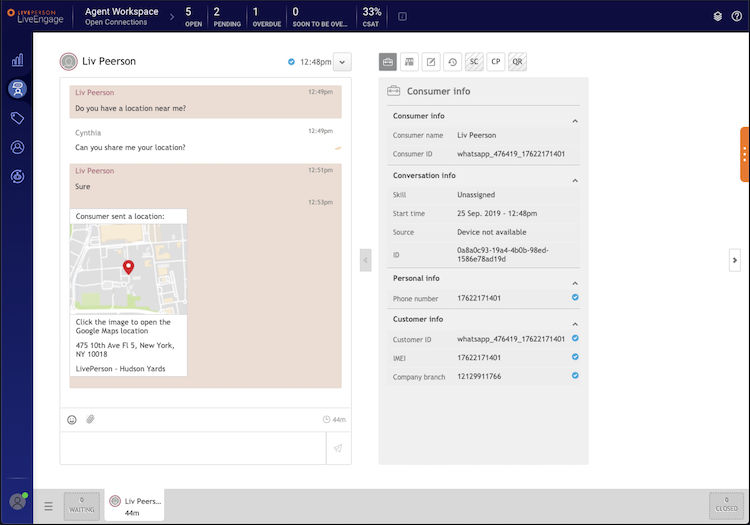 LIVEPERSON
LiveEngage
Agent Workspace
Open Connections
5
OPEN
2
PENDING
1
OVERDUE
0
SOON TO BE OVE...
33%
CSAT
Liv Peerson
12:48pm
Liv Peerson
12:49pm
Do you have a location near me?
Cynthia
12:49pm
Can you share me your location?
Liv Peerson
12:51pm
Sure
12:53pm
Consumer sent a location:
Click the image to open the
Google Maps location
475 10th Ave Fl 5, New York,
NY 10018
LivePerson - Hudson Yards
44m
SC
CP
QR
Consumer info
Consumer info
Consumer name
Liv Peerson
Consumer ID
whatsapp_476419_17622171401
Conversation info
Skill
Unassigned
Start time
25 Sep. 2019 - 12:48pm
Source
Device not available
ID
0a8a0c93-19a4-4b0b-98ed-
1586e78ad19d
Personal info
Phone number
17622171401
Customer info
Customer ID
whatsapp_476419_17622171401
IMEI
17622171401
Company branch
12129911766
0
WAITING
Liv Peers...
44m
0
CLOSED